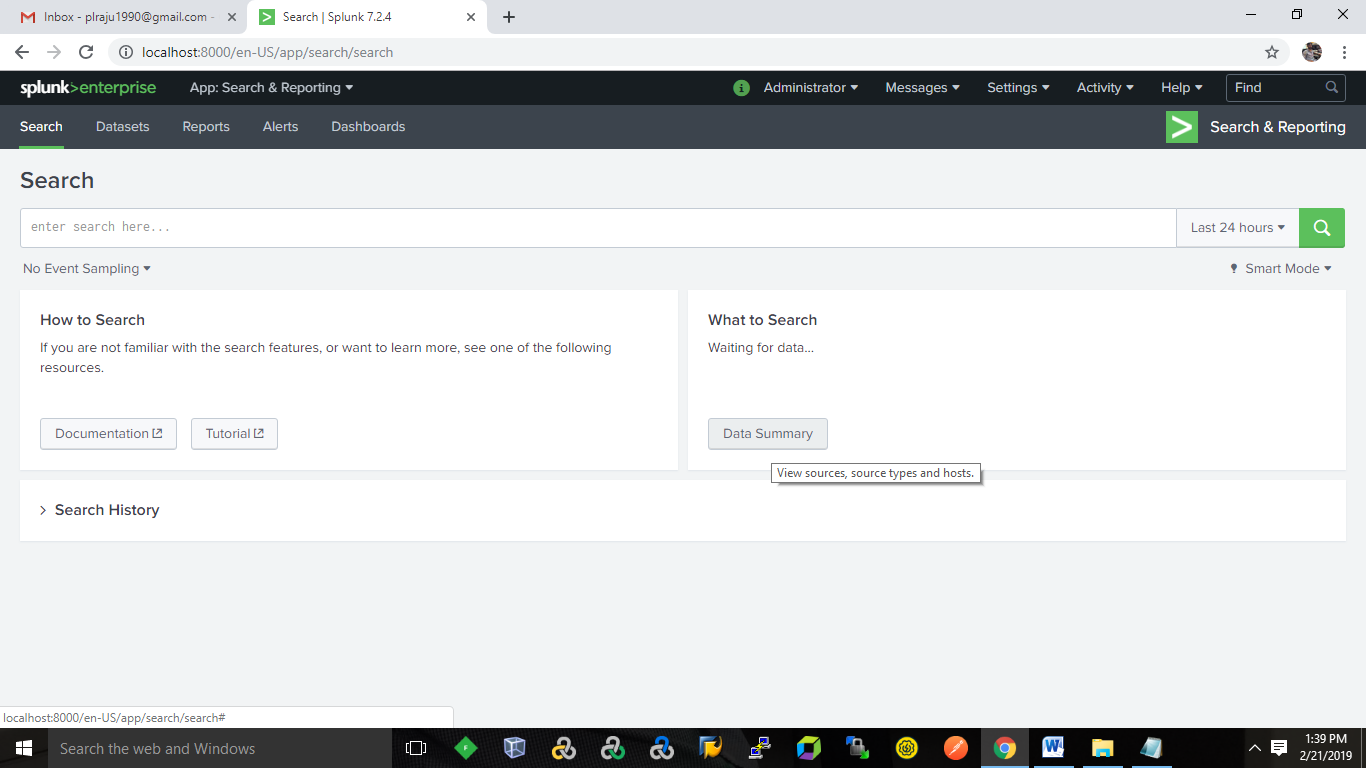 Inbox - plraju1990@gmail.com -
Search | Splunk 7.2.4
localhost:8000/en-US/app/search/search
splunk>enterprise
App: Search & Reporting
i
Administrator
Messages
Settings
Activity
Help
Find
Search
Datasets
Reports
Alerts
Dashboards
Search & Reporting
Search
enter search here...
Last 24 hours
No Event Sampling
Smart Mode
How to Search
If you are not familiar with the search features, or want to learn more, see one of the following
resources.
Documentation
Tutorial
What to Search
Waiting for data...
Data Summary
View sources, source types and hosts.
Search History
localhost:8000/en-US/app/search/search#
Search the web and Windows
1:39 PM
2/21/2019